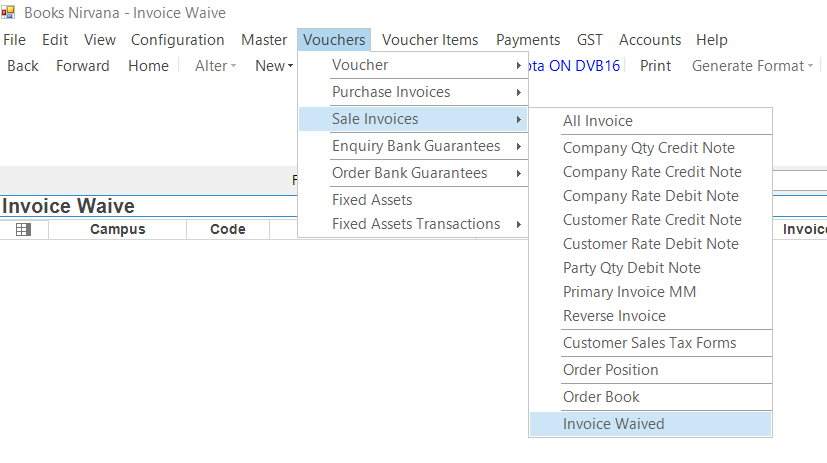 Books Nirvana - Invoice Waive
File Edit View Configuration Master Vouchers Voucher Items Payments GST Accounts Help
Back Forward Home Alter New ota ON DVB16 Print Generate Format
Voucher
Purchase Invoices
Sale Invoices
Enquiry Bank Guarantees
Order Bank Guarantees
Fixed Assets
Fixed Assets Transactions
All Invoice
Company Qty Credit Note
Company Rate Credit Note
Company Rate Debit Note
Customer Rate Credit Note
Customer Rate Debit Note
Party Qty Debit Note
Primary Invoice MM
Reverse Invoice
Customer Sales Tax Forms
Order Position
Order Book
Invoice Waived
Invoice Waive
Campus Code Invoice